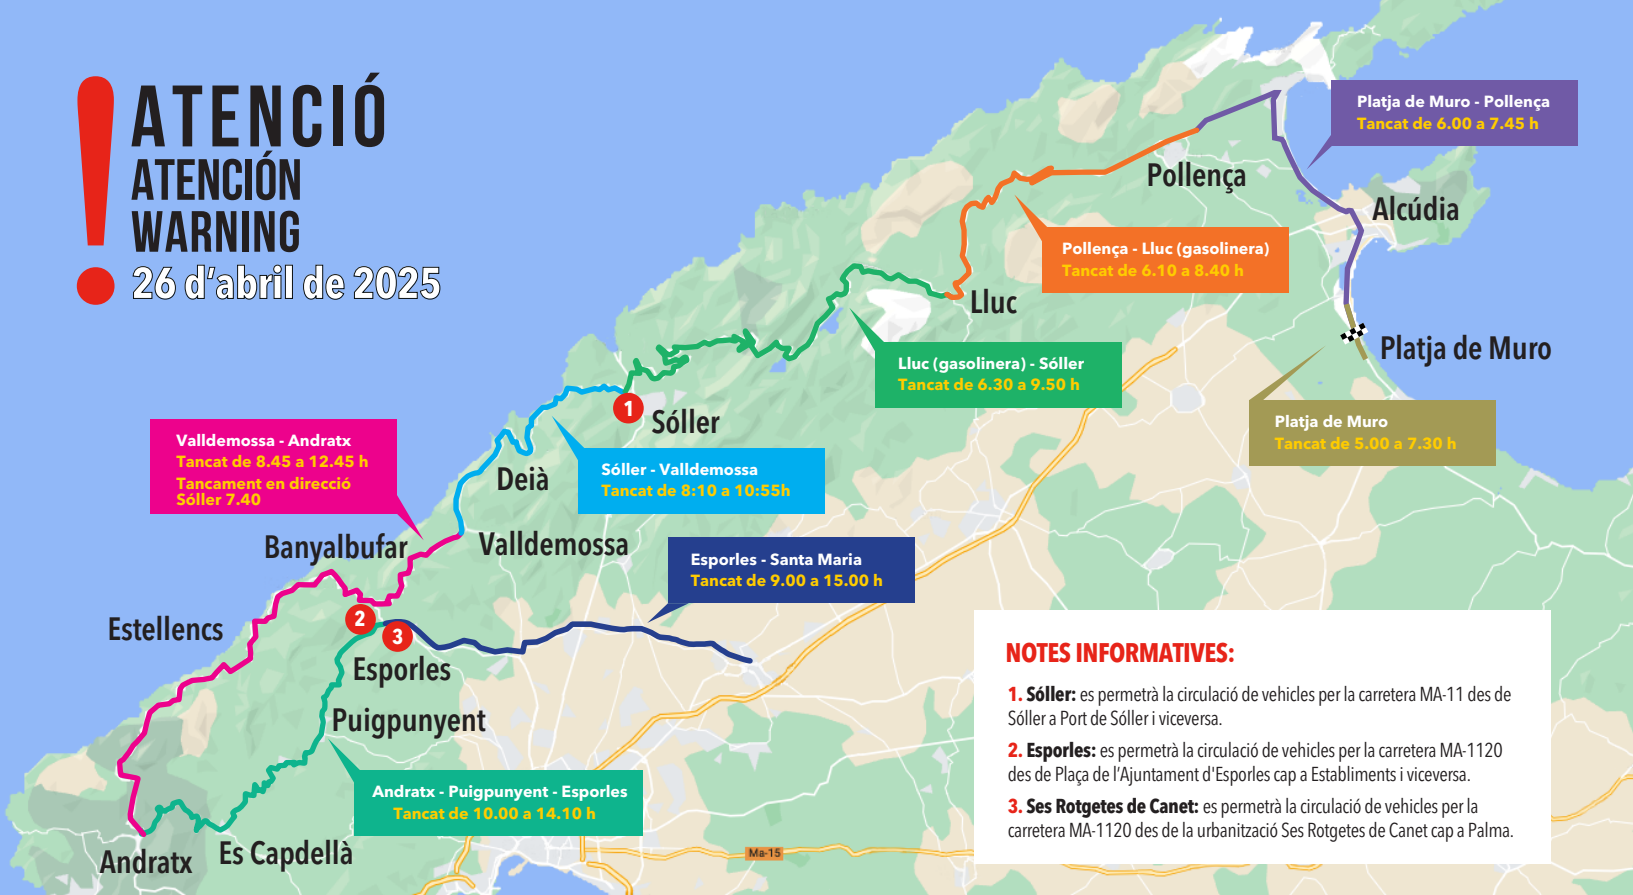 ATENCIÓ
ATENCIÓN
WARNING
26 d'abril de 2025
Platja de Muro - Pollença
Tancat de 6.00 a 7.45 h
Pollença
Alcúdia
Pollença - Lluc (gasolinera)
Tancat de 6.10 a 8.40 h
Lluc
Platja de Muro
Lluc (gasolinera) - Sóller
Tancat de 6.30 a 9.50 h
Platja de Muro
Tancat de 5.00 a 7.30 h
1
Sóller
Valldemossa - Andratx
Tancat de 8.45 a 12.45 h
Tancament en direcció
Sóller 7.40
Sóller - Valldemossa
Tancat de 8:10 a 10:55h
Deià
Banyalbufar
Valldemossa
Esporles - Santa Maria
Tancat de 9.00 a 15.00 h
Estellencs
2
3
Esporles
Puigpunyent
Andratx - Puigpunyent - Esporles
Tancat de 10.00 a 14.10 h
Andratx
Es Capdellà
Ma-15
NOTES INFORMATIVES:
1. Sóller: es permetrà la circulació de vehicles per la carretera MA-11 des de
Sóller a Port de Sóller i viceversa.
2. Esporles: es permetrà la circulació de vehicles per la carretera MA-1120
des de Plaça de l'Ajuntament d'Esporles cap a Establiments i viceversa.
3. Ses Rotgetes de Canet: es permetrà la circulació de vehicles per la
carretera MA-1120 des de la urbanització Ses Rotgetes de Canet cap a Palma.